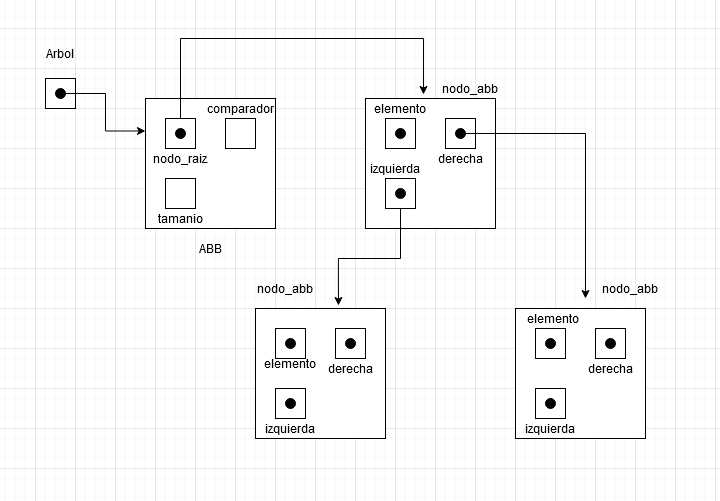 Arbol
nodo_abb
comparador
elemento
nodo_raiz
derecha
izquierda
tamanio
ABB
nodo_abb
nodo_abb
elemento
elemento
derecha
derecha
izquierda
izquierda